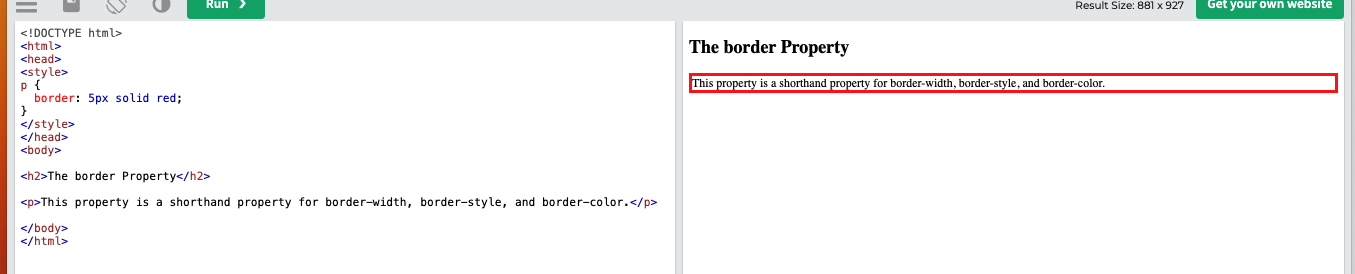 Run ❯
Result Size: 881 x 927
Get your own website
<!DOCTYPE html>
<html>
<head>
<style>
p {
  border: 5px solid red;
}
</style>
</head>
<body>
<h2>The border Property</h2>
<p>This property is a shorthand property for border-width, border-style, and border-color.</p>
</body>
</html>
The border Property
This property is a shorthand property for border-width, border-style, and border-color.